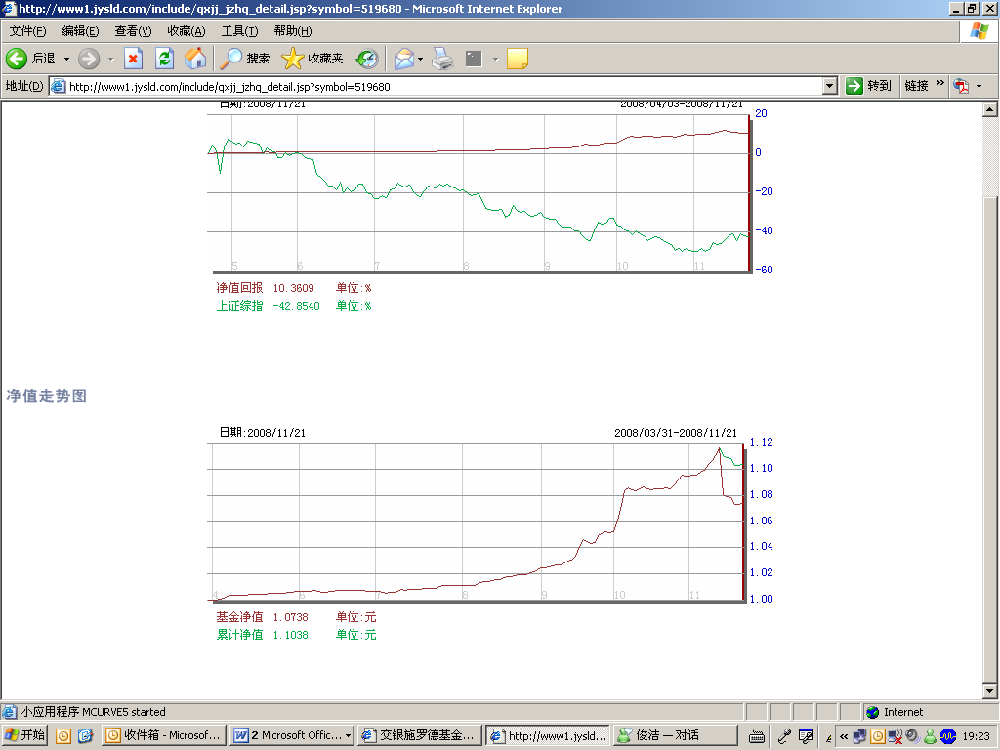 http://www1.jysld.com/include/qxjj_jzhq_detail.jsp?symbol=519680 - Microsoft Internet Explorer
文件(F) 编辑(E) 查看(V) 收藏(A) 工具(T) 帮助(H)
后退 搜索 收藏夹
地址(D) http://www1.jysld.com/include/qxjj_jzhq_detail.jsp?symbol=519680 转到 链接 »
日期:2008/11/21 2008/04/03-2008/11/21
20
0
-20
-40
-60
5 6 7 8 9 10 11
净值回报 10.3609 单位:%
上证综指 -42.8540 单位:%
净值走势图
日期:2008/11/21 2008/03/31-2008/11/21
1.12
1.10
1.08
1.06
1.04
1.02
1.00
4 6 7 8 9 10 11
基金净值 1.0738 单位:元
累计净值 1.1038 单位:元
小应用程序 MCURVE5 started Internet
开始 收件箱 - Microsof... 2 Microsoft Offic... 交银施罗德基金... http://www1.jysld... 俊洁 — 对话 « 19:23